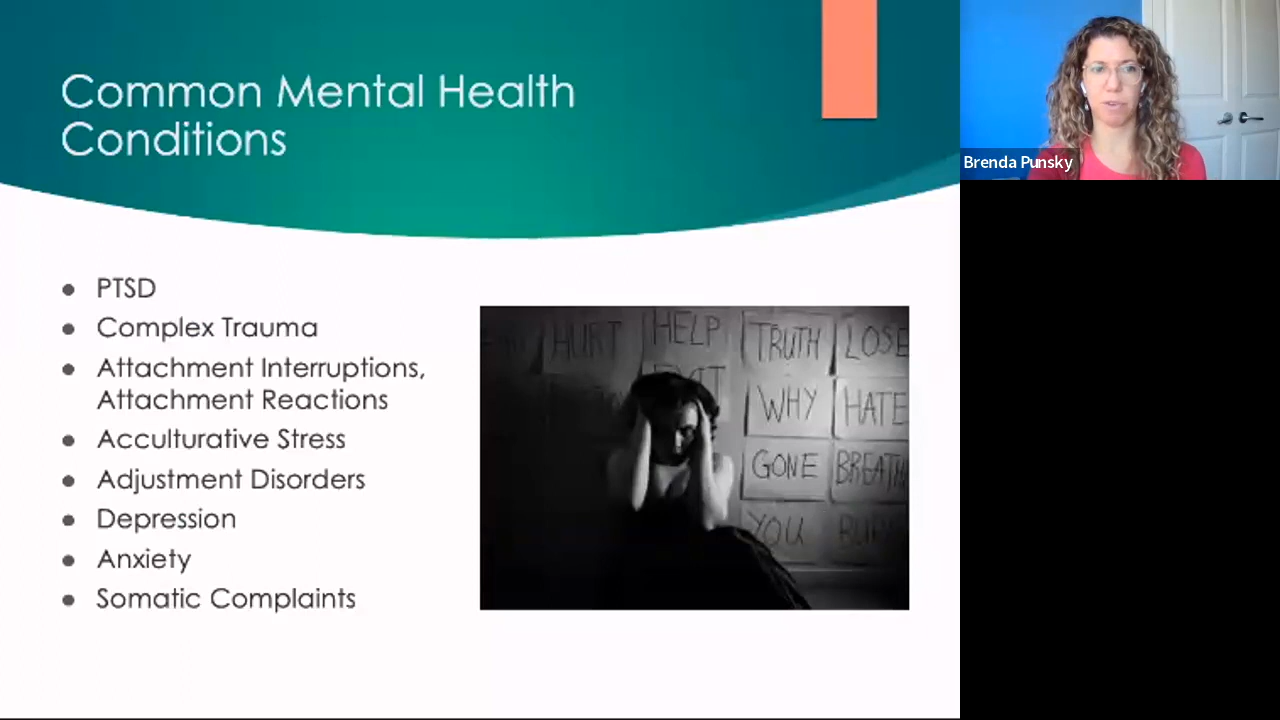 Common Mental Health
Conditions
Brenda Punsky
● PTSD
● Complex Trauma
● Attachment Interruptions,
Attachment Reactions
● Acculturative Stress
● Adjustment Disorders
● Depression
● Anxiety
● Somatic Complaints
HURT HELP TRUTH LOSE
WHY HATE
GONE BREATH
YOU